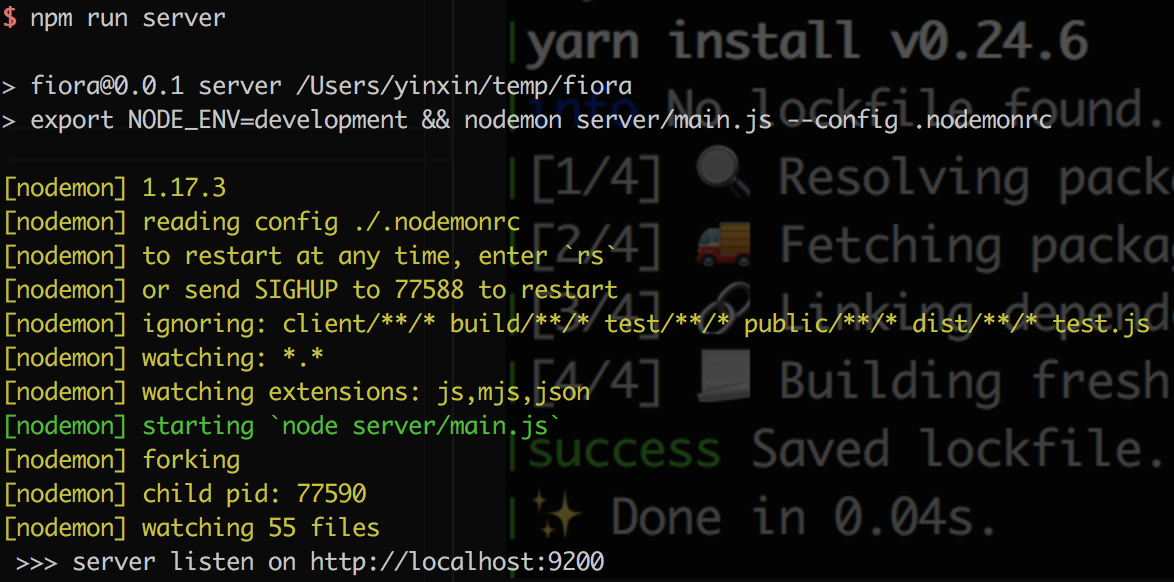 $ npm run server
> fiora@0.0.1 server /Users/yinxin/temp/fiora
> export NODE_ENV=development && nodemon server/main.js --config .nodemonrc
[nodemon] 1.17.3
[nodemon] reading config ./.nodemonrc
[nodemon] to restart at any time, enter `rs`
[nodemon] or send SIGHUP to 77588 to restart
[nodemon] ignoring: client/**/* build/**/* test/**/* public/**/* dist/**/* test.js
[nodemon] watching: *.*
[nodemon] watching extensions: js,mjs,json
[nodemon] starting `node server/main.js`
[nodemon] forking
[nodemon] child pid: 77590
[nodemon] watching 55 files
>>> server listen on http://localhost:9200
yarn install v0.24.6
info No lockfile found.
[1/4] 🔍 Resolving packa
[2/4] 🚚 Fetching packa
[3/4] 🔗 Linking depend
[4/4] 📃 Building fresh
success Saved lockfile.
✨ Done in 0.04s.